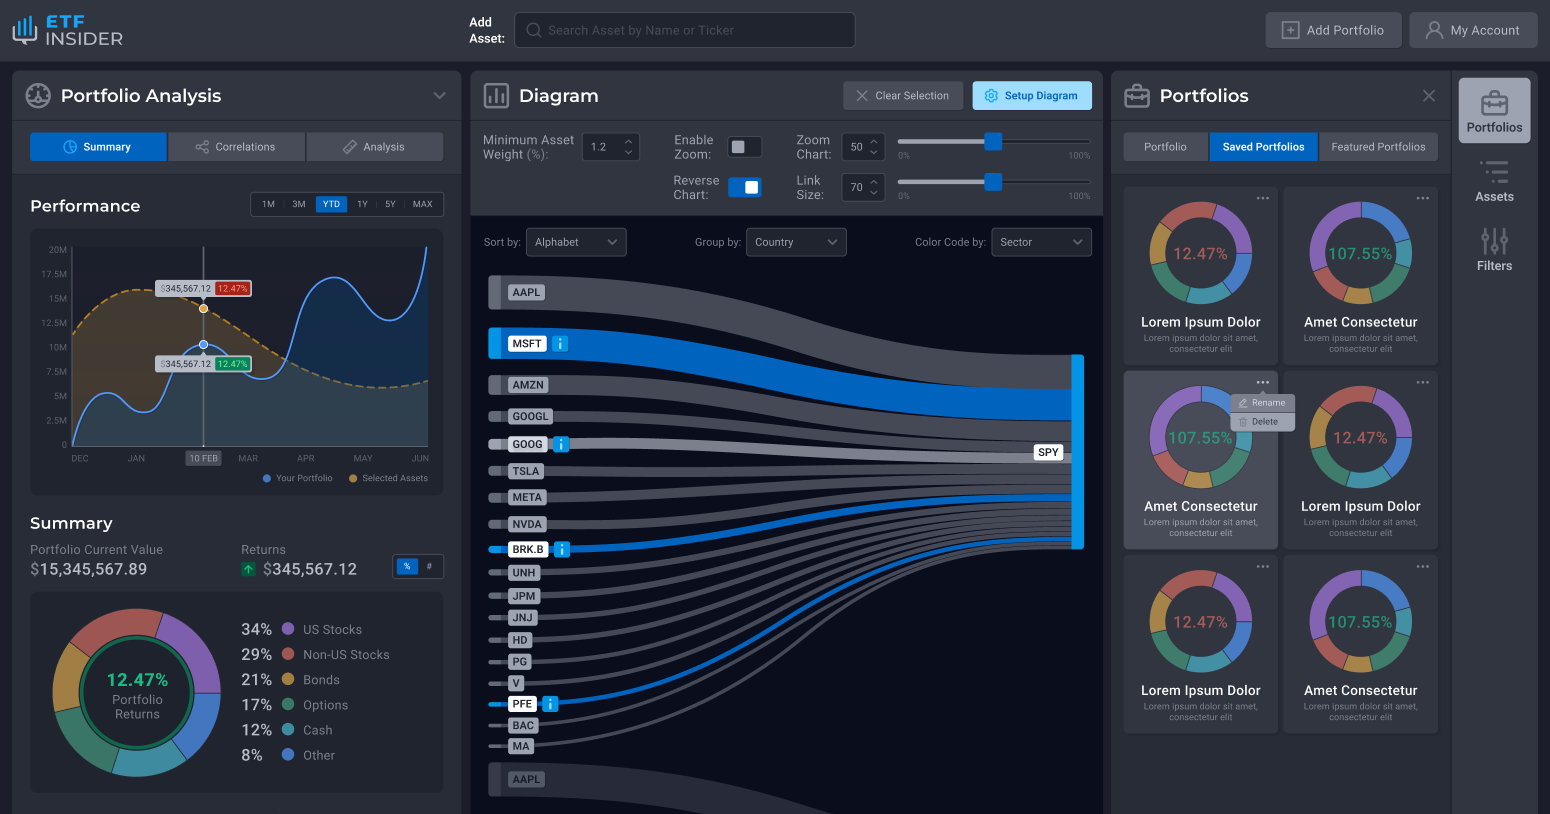 ETF
INSIDER
Add
Asset:
Search Asset by Name or Ticker
Add Portfolio
My Account
Portfolio Analysis
Summary
Correlations
Analysis
Performance
1M
3M
YTD
1Y
5Y
MAX
20M
17.5M
15M
12.5M
10M
7.5M
5M
2.5M
0
$345,567.12 12.47%
$345,567.12 12.47%
DEC
JAN
10 FEB
MAR
APR
MAY
JUN
Your Portfolio
Selected Assets
Summary
Portfolio Current Value
$15,345,567.89
Returns
$345,567.12
%
#
12.47%
Portfolio
Returns
34% US Stocks
29% Non-US Stocks
21% Bonds
17% Options
12% Cash
8% Other
Diagram
Clear Selection
Setup Diagram
Minimum Asset
Weight (%):
1.2
Enable
Zoom:
Zoom
Chart:
50
0%
100%
Reverse
Chart:
Link
Size:
70
0%
100%
Sort by:
Alphabet
Group by:
Country
Color Code by:
Sector
AAPL
MSFT i
AMZN
GOOGL
GOOG i
TSLA
META
NVDA
BRK.B i
UNH
JPM
JNJ
HD
PG
V
PFE i
BAC
MA
AAPL
SPY
Portfolios
Portfolio
Saved Portfolios
Featured Portfolios
12.47%
Lorem Ipsum Dolor
Lorem ipsum dolor sit amet,
consectetur elit
107.55%
Amet Consectetur
Lorem ipsum dolor sit amet,
consectetur elit
107.55%
Rename
Delete
Amet Consectetur
Lorem ipsum dolor sit amet,
consectetur elit
12.47%
Lorem Ipsum Dolor
Lorem ipsum dolor sit amet,
consectetur elit
12.47%
Lorem Ipsum Dolor
Lorem ipsum dolor sit amet,
consectetur elit
107.55%
Amet Consectetur
Lorem ipsum dolor sit amet,
consectetur elit
Portfolios
Assets
Filters